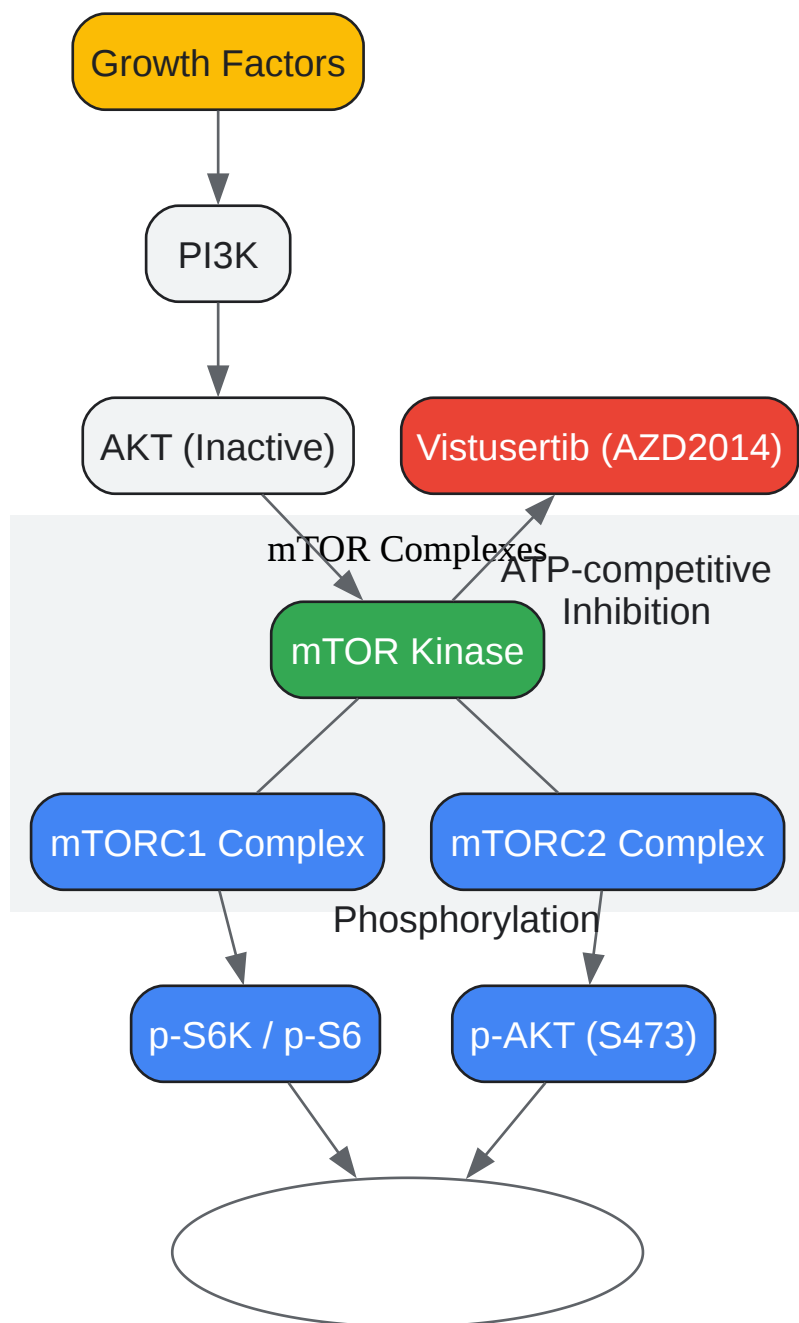 Growth Factors
PI3K
AKT (Inactive)
Vistusertib (AZD2014)
mTOR Complexes
ATP-competitive
Inhibition
mTOR Kinase
mTORC1 Complex
mTORC2 Complex
Phosphorylation
p-S6K / p-S6
p-AKT (S473)